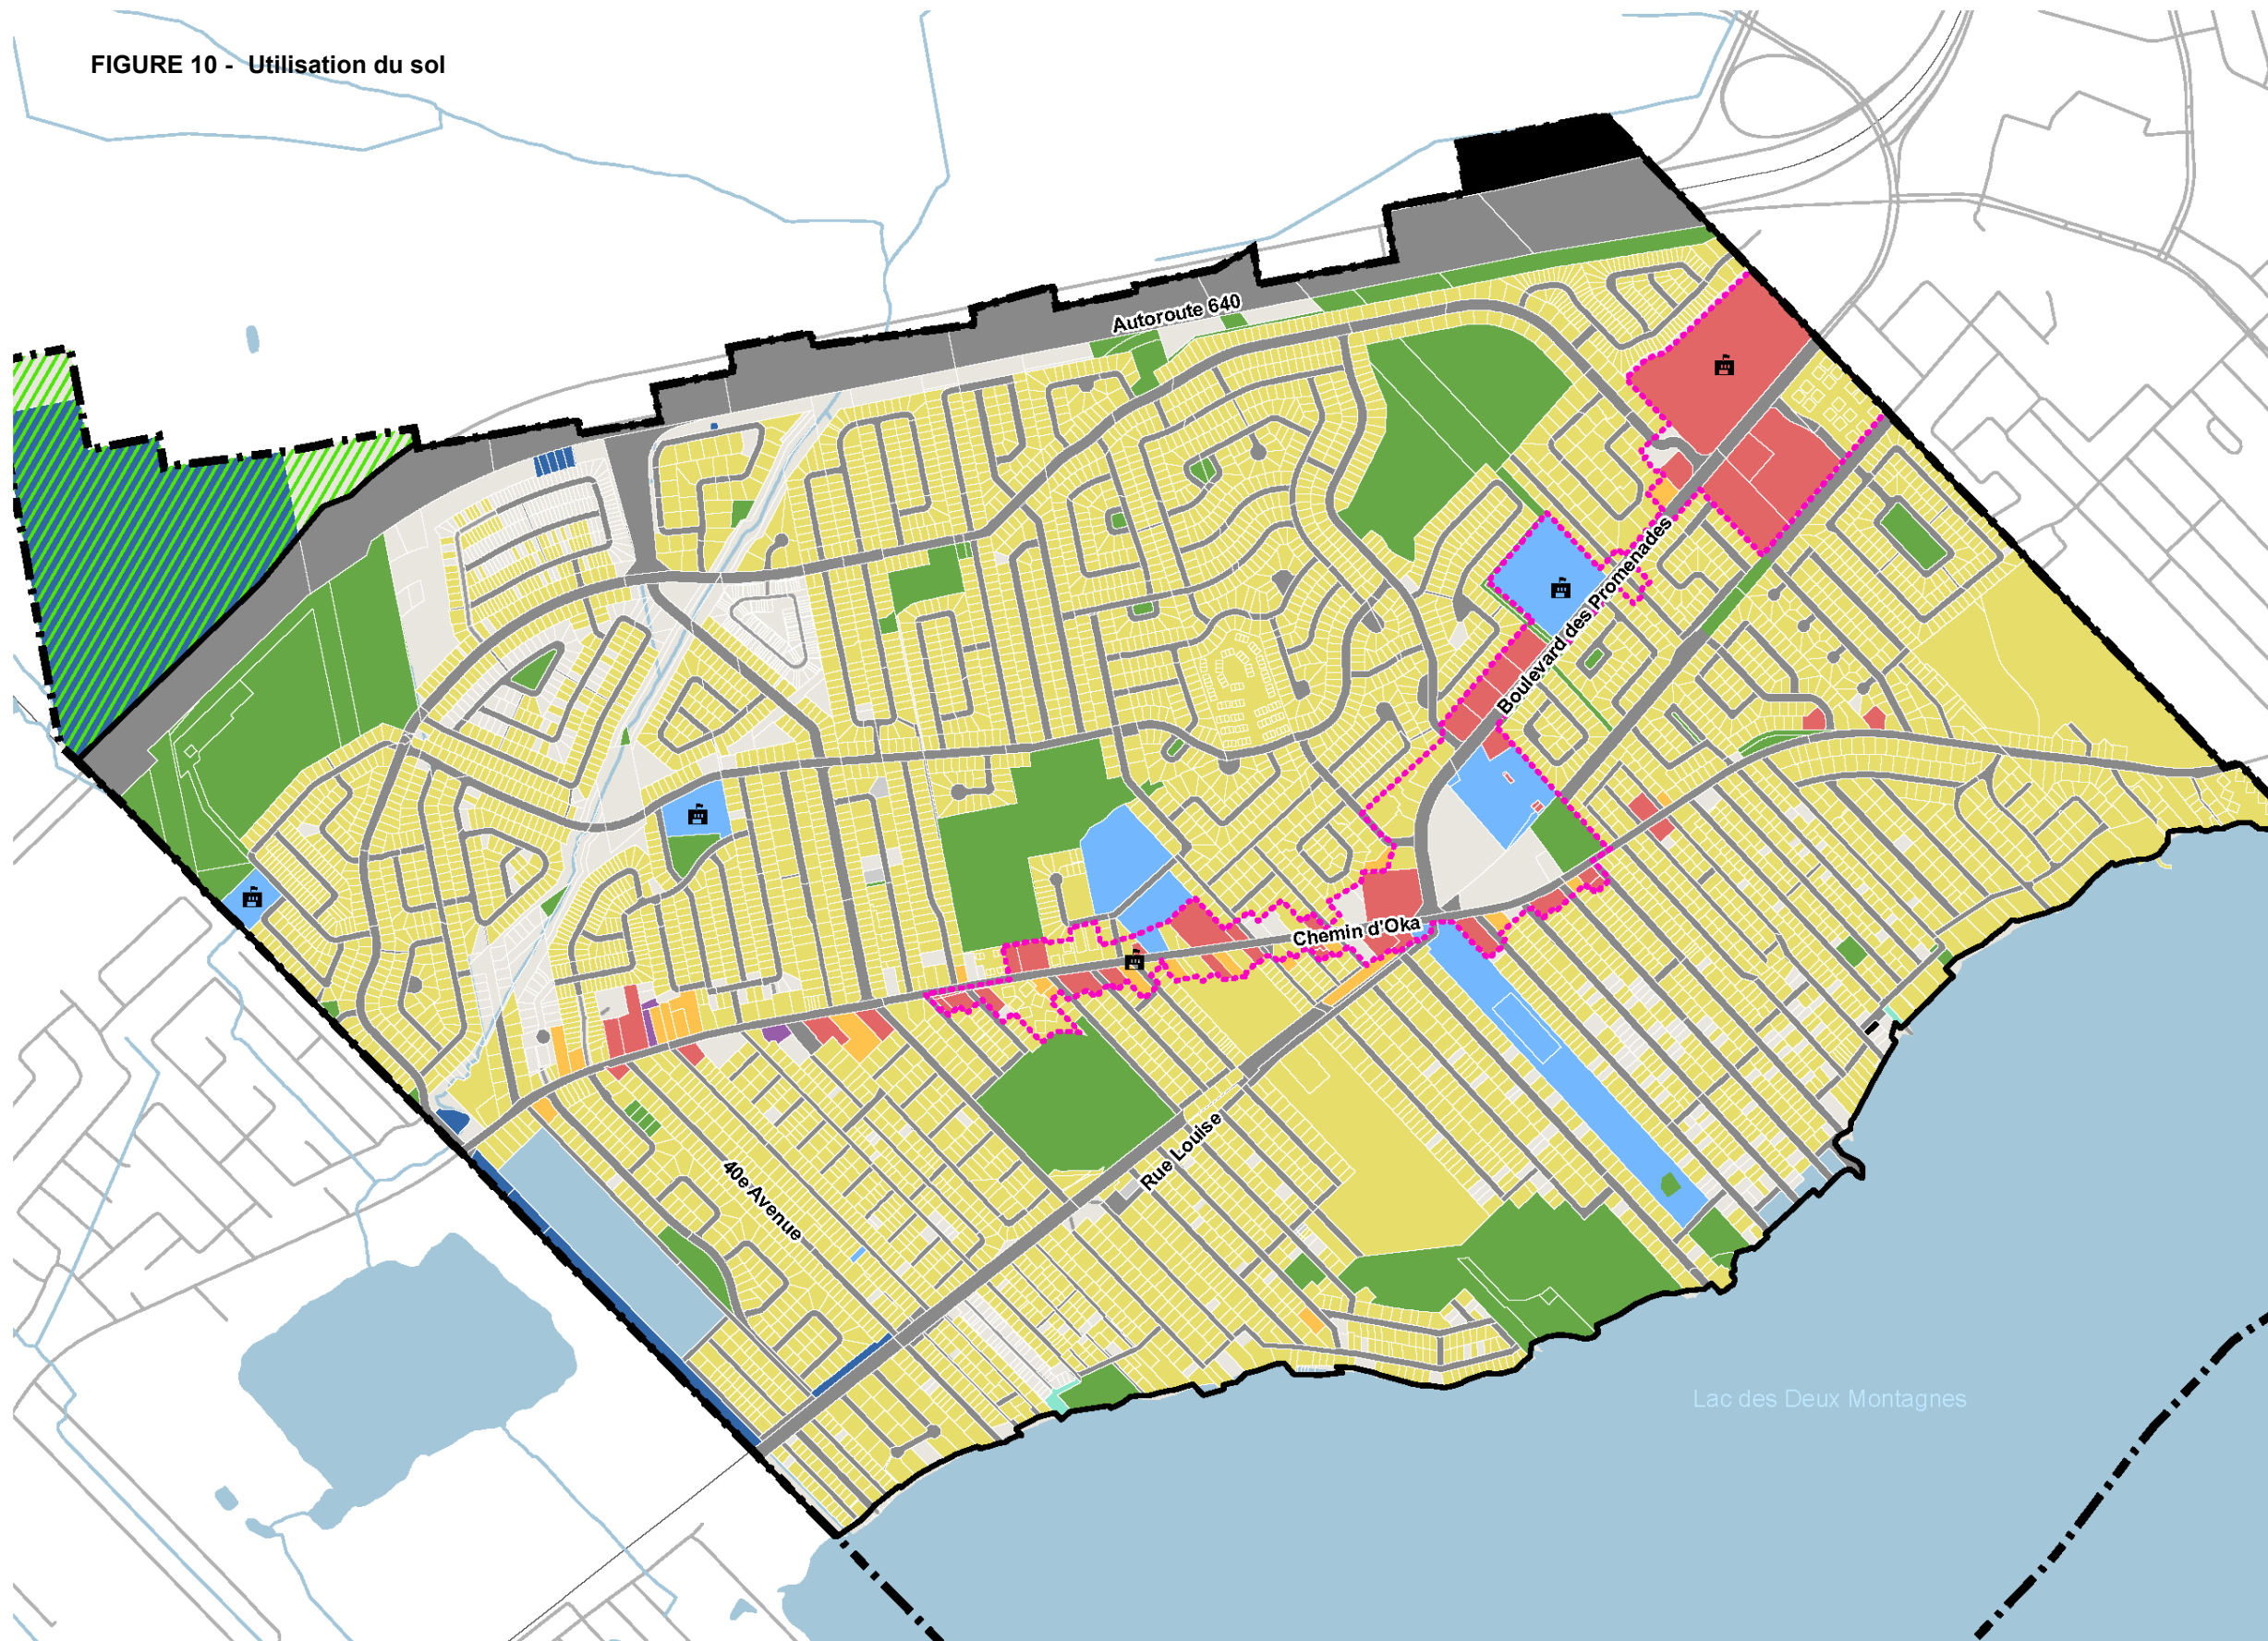 FIGURE 10 - Utilisation du sol
Autoroute 640
Boulevard des Promenades
Chemin d'Oka
Rue Louise
40e Avenue
Lac des Deux Montagnes